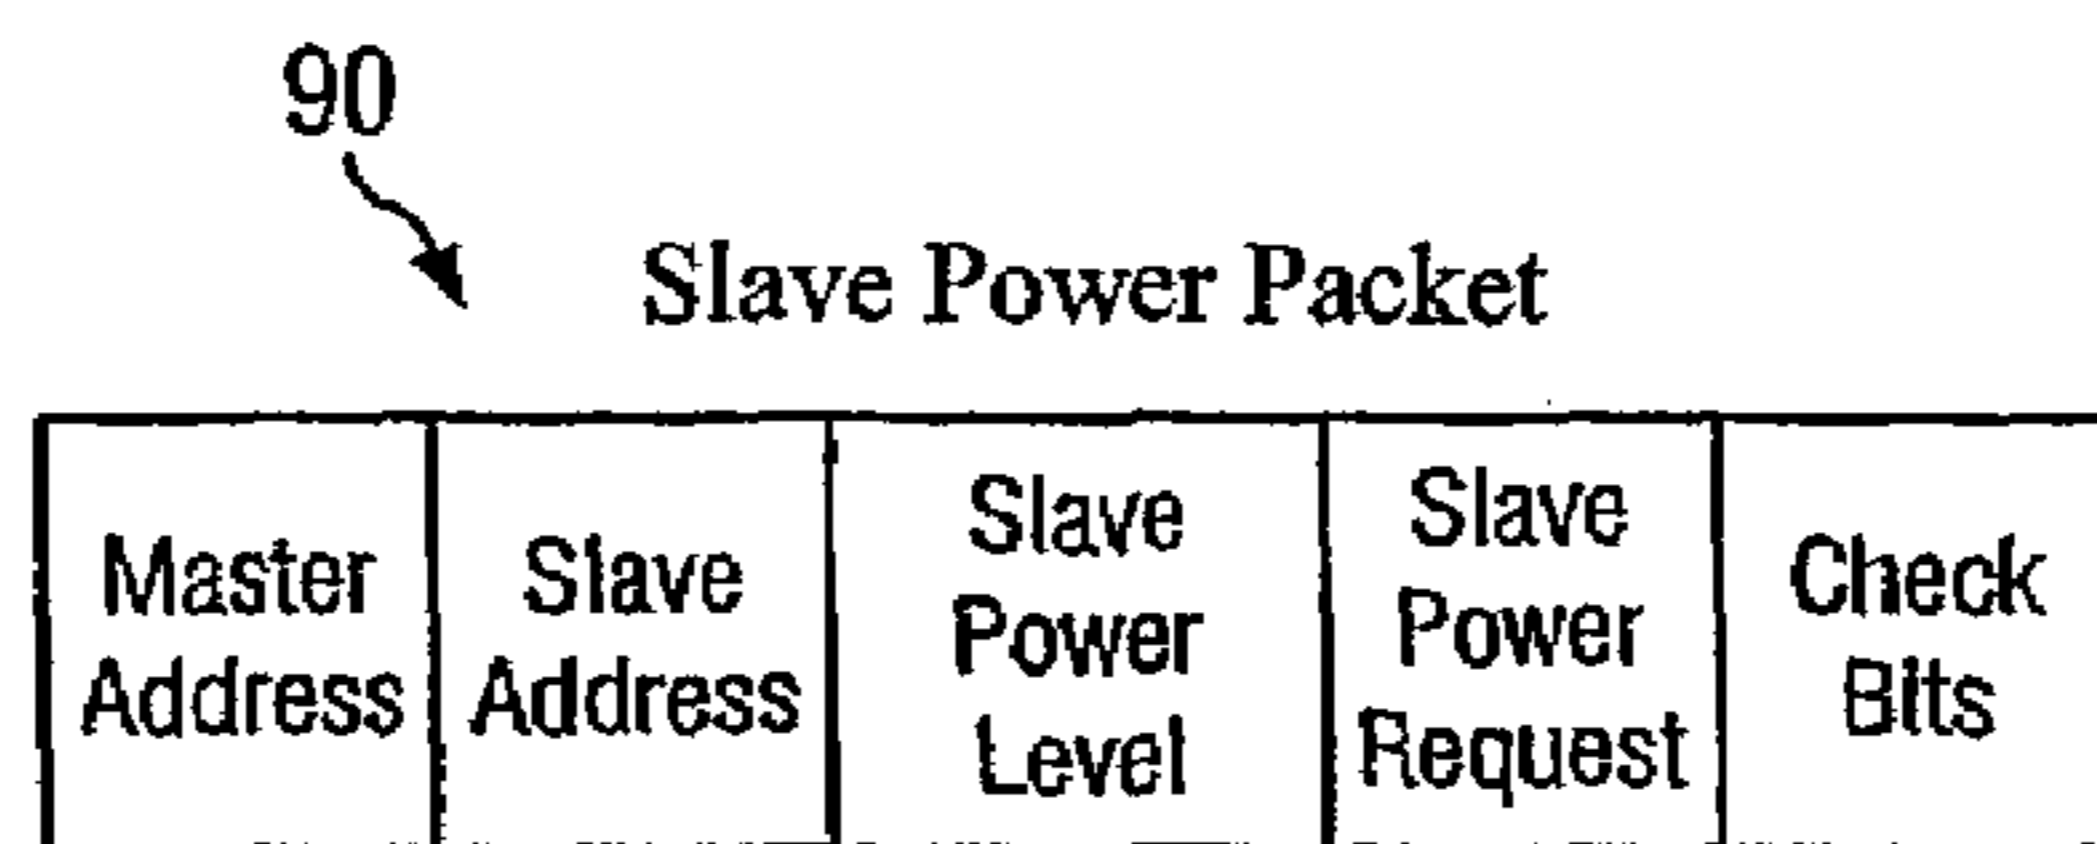 90
Slave Power Packet
Master
Address
Slave
Address
Slave
Power
Level
Slave
Power
Request
Check
Bits